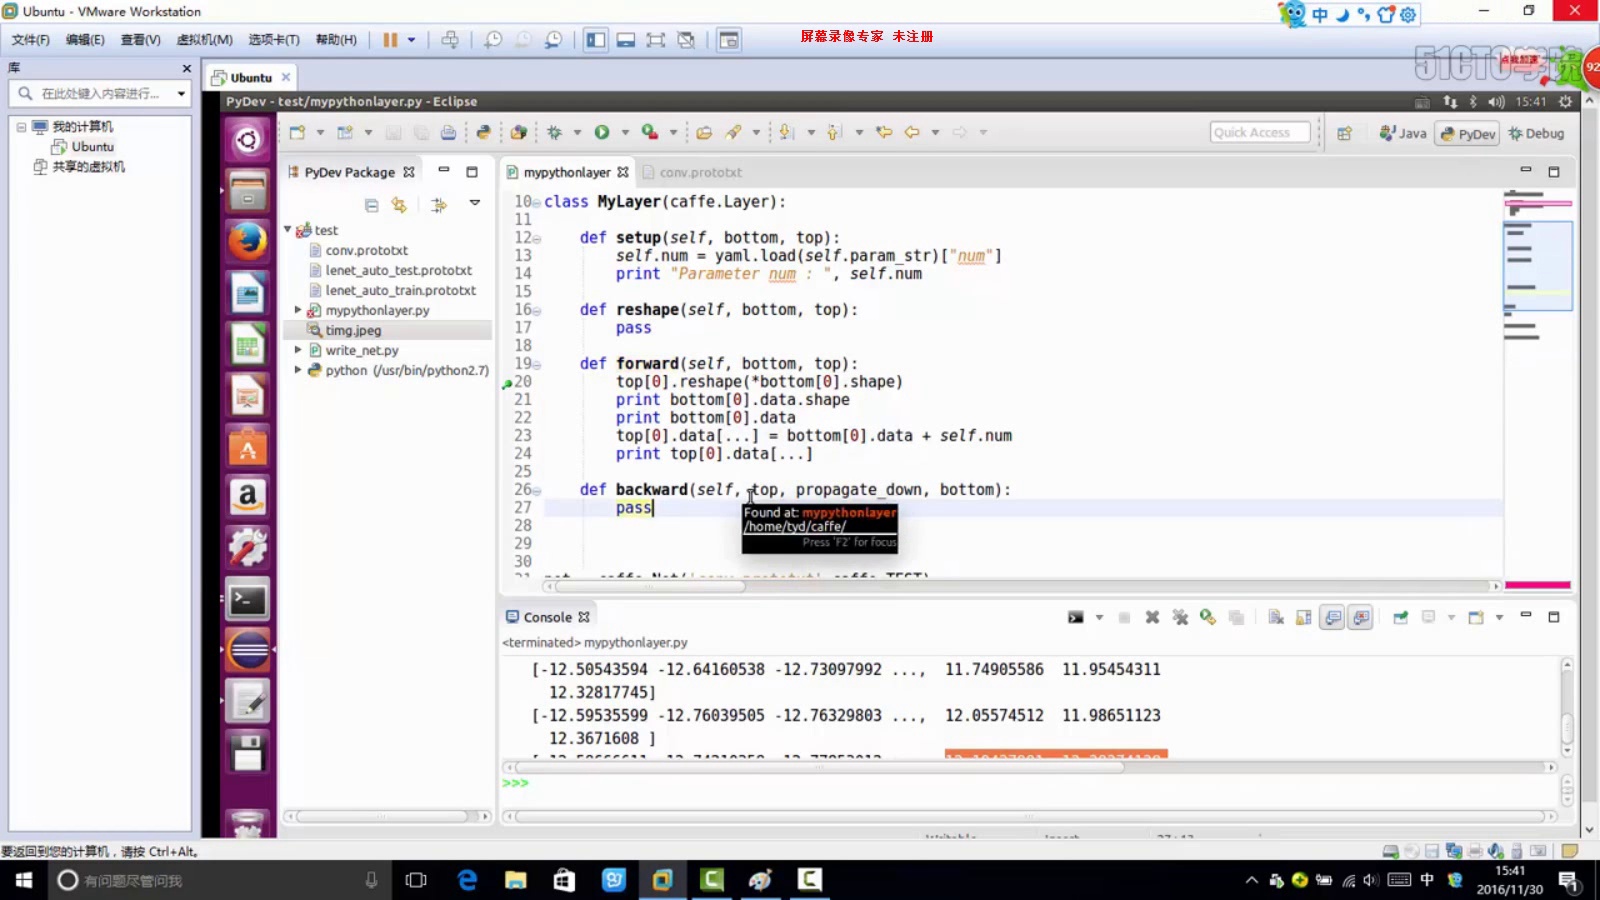 Ubuntu - VMware Workstation
中
文件(F) 编辑(E) 查看(V) 虚拟机(M) 选项卡(T) 帮助(H)
屏幕录像专家 未注册
51CTO学院
92
库
在此处键入内容进行...
我的计算机
Ubuntu
共享的虚拟机
Ubuntu
PyDev - test/mypythonlayer.py - Eclipse
15:41
Quick Access
Java
PyDev
Debug
PyDev Package
test
conv.prototxt
lenet_auto_test.prototxt
lenet_auto_train.prototxt
mypythonlayer.py
timg.jpeg
write_net.py
python (/usr/bin/python2.7)
mypythonlayer
conv.prototxt
10 class MyLayer(caffe.Layer):
11
12 def setup(self, bottom, top):
13 self.num = yaml.load(self.param_str)["num"]
14 print "Parameter num : ", self.num
15
16 def reshape(self, bottom, top):
17 pass
18
19 def forward(self, bottom, top):
20 top[0].reshape(*bottom[0].shape)
21 print bottom[0].data.shape
22 print bottom[0].data
23 top[0].data[...] = bottom[0].data + self.num
24 print top[0].data[...]
25
26 def backward(self, top, propagate_down, bottom):
27 pass
28
29
30
Found at: mypythonlayer
/home/tyd/caffe/
Press 'F2' for focus
Console
<terminated> mypythonlayer.py
[-12.50543594 -12.64160538 -12.73097992 ..., 11.74905586 11.95454311
12.32817745]
[-12.59535599 -12.76039505 -12.76329803 ..., 12.05574512 11.98651123
12.3671608 ]
>>>
要返回到您的计算机，请按 Ctrl+Alt。
有问题尽管问我
中
15:41
2016/11/30
1